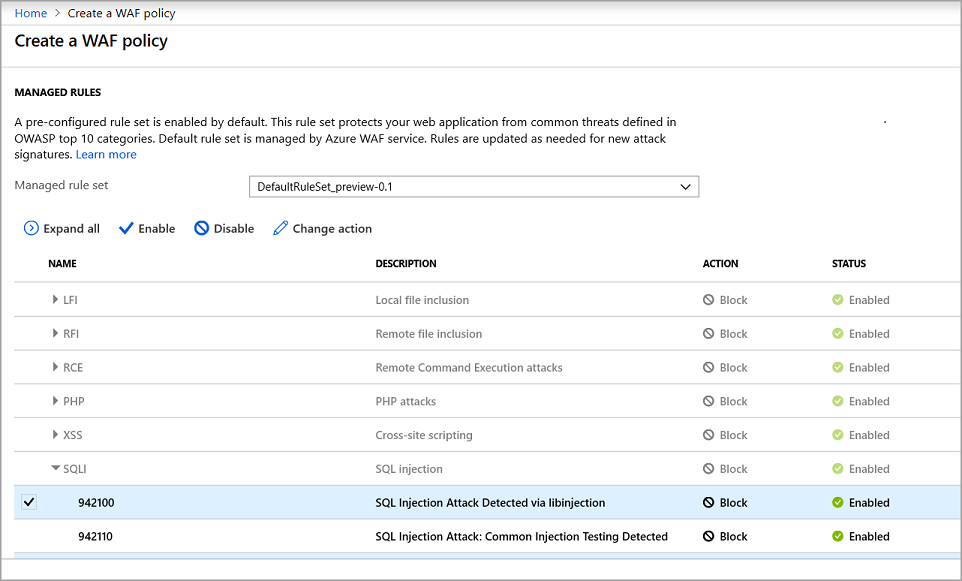 Home > Create a WAF policy
Create a WAF policy
MANAGED RULES
A pre-configured rule set is enabled by default. This rule set protects your web application from common threats defined in
OWASP top 10 categories. Default rule set is managed by Azure WAF service. Rules are updated as needed for new attack
signatures. Learn more
Managed rule set DefaultRuleSet_preview-0.1
Expand all Enable Disable Change action
NAME DESCRIPTION ACTION STATUS
LFI Local file inclusion Block Enabled
RFI Remote file inclusion Block Enabled
RCE Remote Command Execution attacks Block Enabled
PHP PHP attacks Block Enabled
XSS Cross-site scripting Block Enabled
SQLI SQL injection Block Enabled
942100 SQL Injection Attack Detected via libinjection Block Enabled
942110 SQL Injection Attack: Common Injection Testing Detected Block Enabled